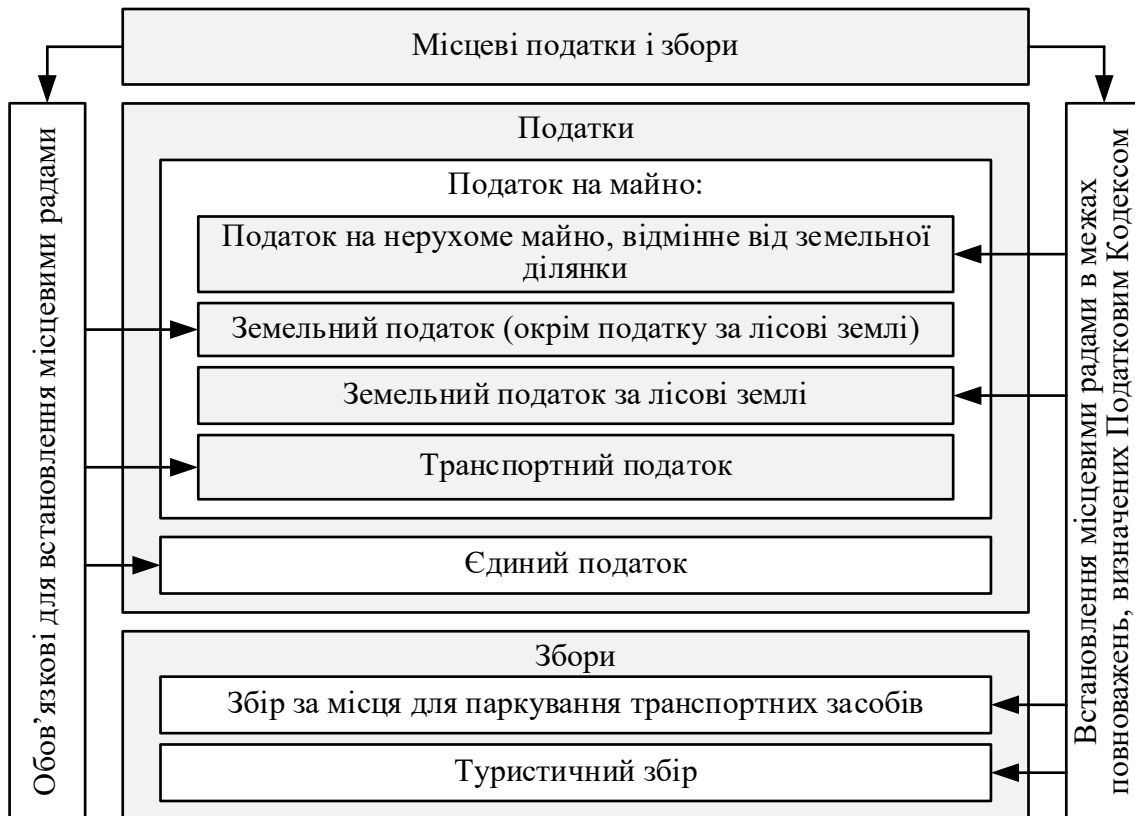 Місцеві податки і збори
Обов’язкові для встановлення місцевими радами
Податки
Податок на майно:
Податок на нерухоме майно, відмінне від земельної
ділянки
Земельний податок (окрім податку за лісові землі)
Земельний податок за лісові землі
Транспортний податок
Єдиний податок
Збори
Збір за місця для паркування транспортних засобів
Туристичний збір
Встановлення місцевими радами в межах
повноважень, визначених Податковим Кодексом